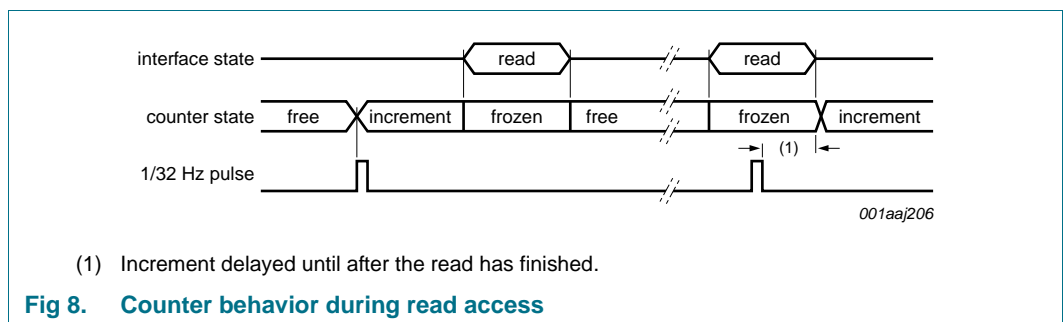 interface state read read
counter state free increment frozen free frozen increment
(1)
1/32 Hz pulse
001aaj206
(1) Increment delayed until after the read has finished.
Fig 8. Counter behavior during read access